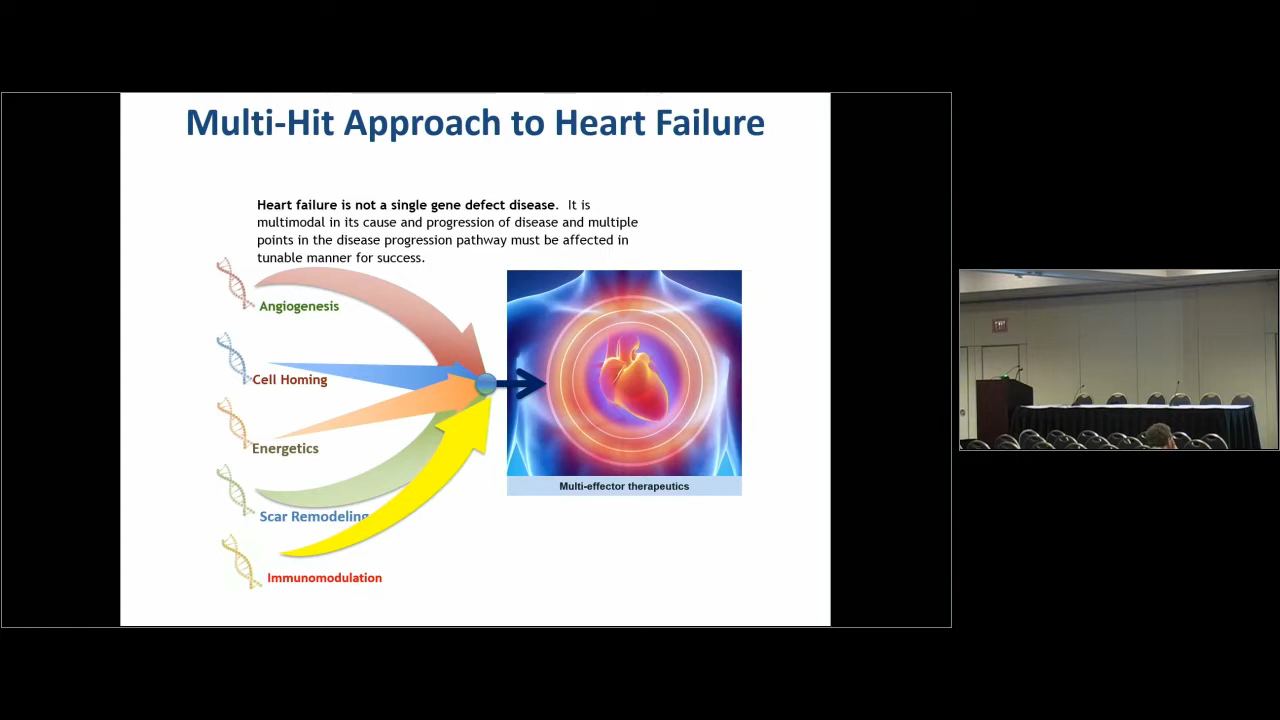 Multi-Hit Approach to Heart Failure
Heart failure is not a single gene defect disease. It is
multimodal in its cause and progression of disease and multiple
points in the disease progression pathway must be affected in
tunable manner for success.
Angiogenesis
Cell Homing
Energetics
Scar Remodeling
Immunomodulation
Multi-effector therapeutics